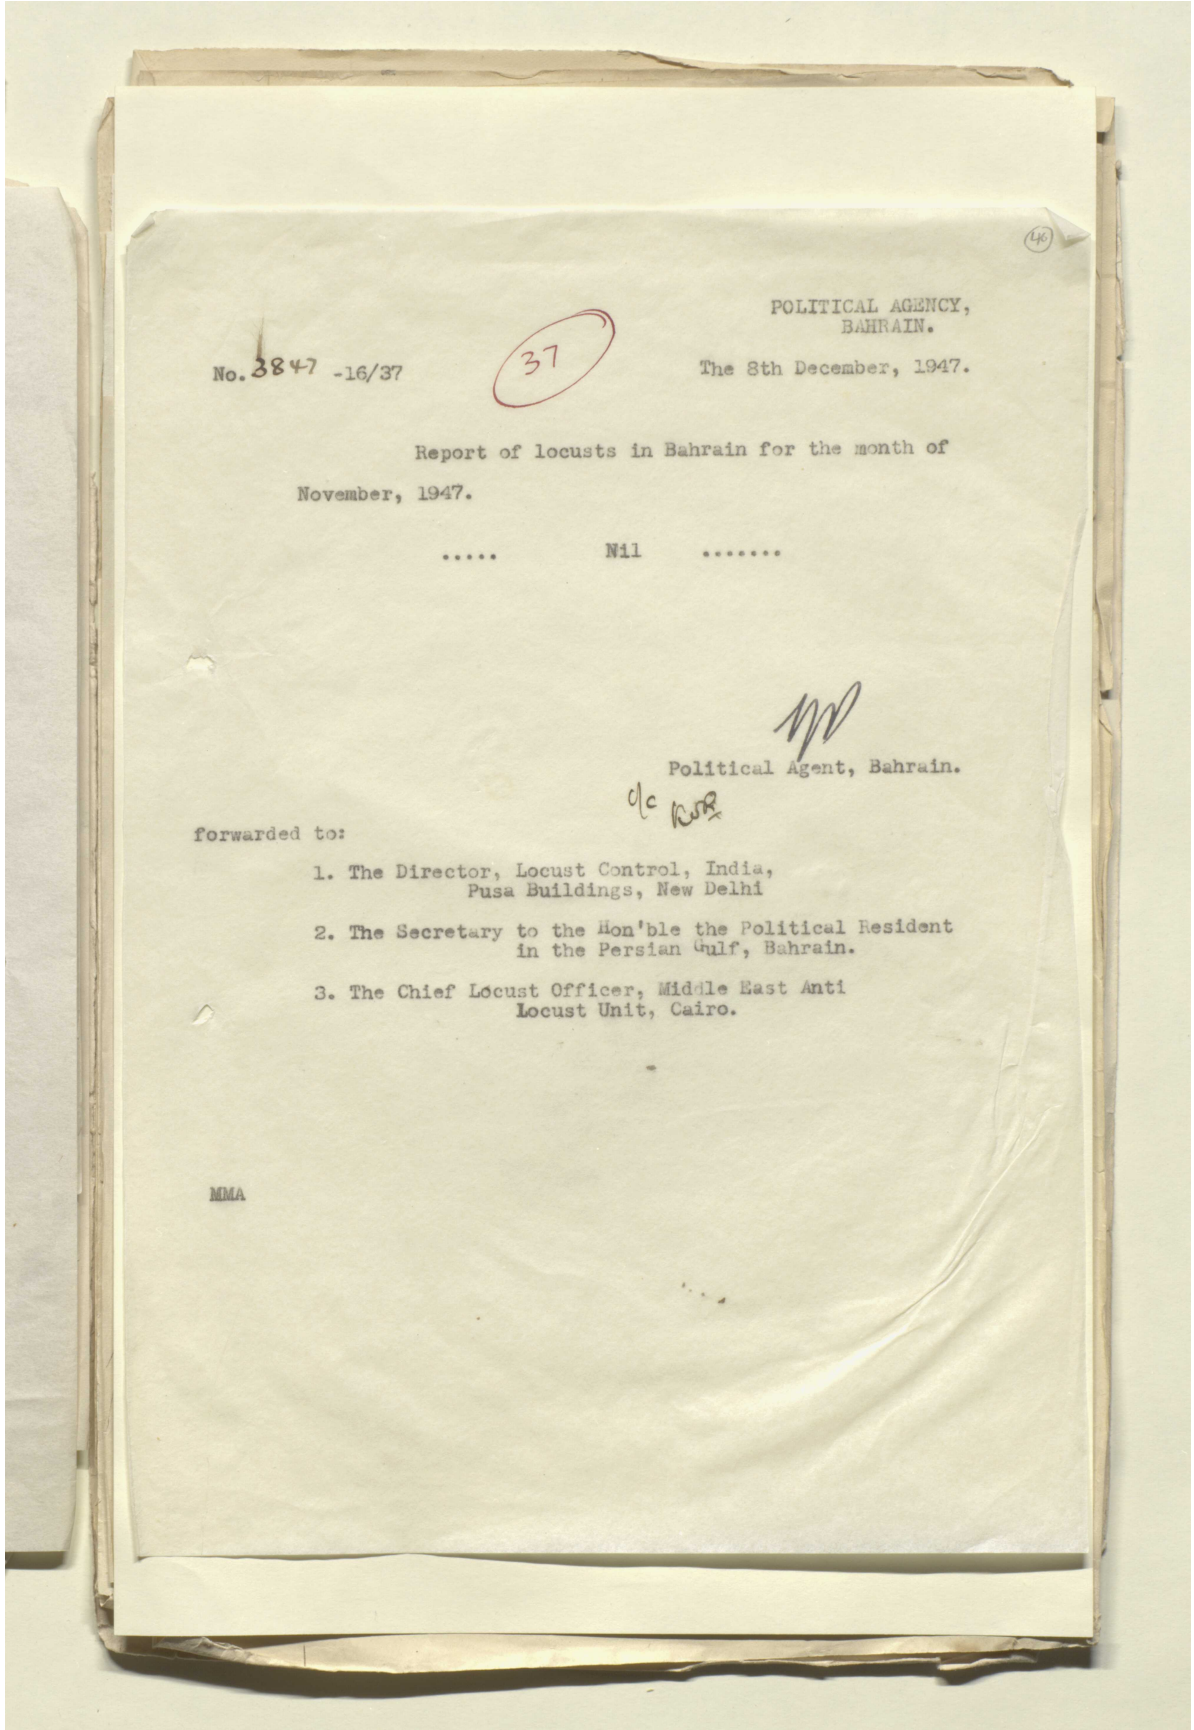 46
POLITICAL AGENCY,
BAHRAIN.
No. 3847 -16/37
37
The 8th December, 1947.
Report of locusts in Bahrain for the month of
November, 1947.
..... Nil .......
Political Agent, Bahrain.
c/c
forwarded to:
1. The Director, Locust Control, India,
Pusa Buildings, New Delhi
2. The Secretary to the Hon'ble the Political Resident
in the Persian Gulf, Bahrain.
3. The Chief Locust Officer, Middle East Anti
Locust Unit, Cairo.
MMA